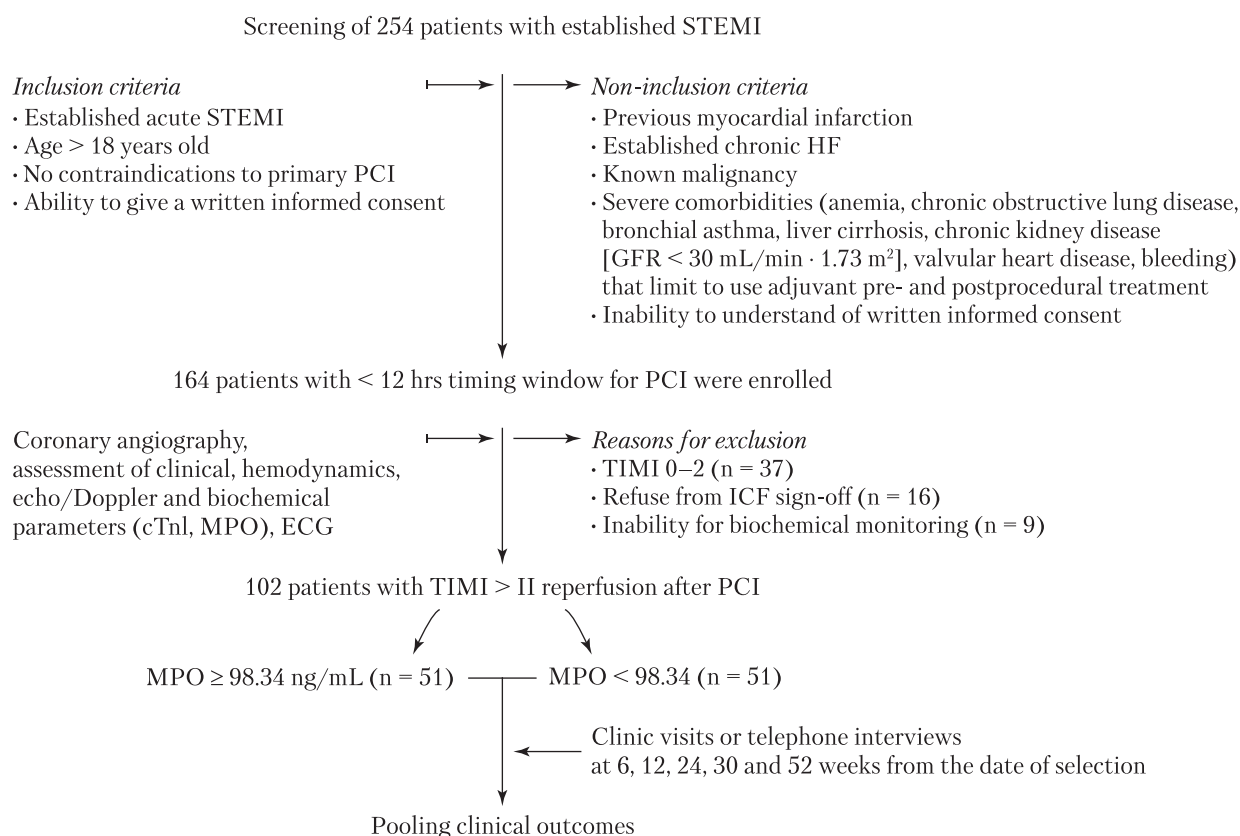 Screening of 254 patients with established STEMI
Inclusion criteria
· Established acute STEMI
· Age > 18 years old
· No contraindications to primary PCI
· Ability to give a written informed consent
Non-inclusion criteria
· Previous myocardial infarction
· Established chronic HF
· Known malignancy
· Severe comorbidities (anemia, chronic obstructive lung disease,
bronchial asthma, liver cirrhosis, chronic kidney disease
[GFR < 30 mL/min · 1.73 m²], valvular heart disease, bleeding)
that limit to use adjuvant pre- and postprocedural treatment
· Inability to understand of written informed consent
164 patients with < 12 hrs timing window for PCI were enrolled
Coronary angiography,
assessment of clinical, hemodynamics,
echo/Doppler and biochemical
parameters (cTnI, MPO), ECG
Reasons for exclusion
· TIMI 0–2 (n = 37)
· Refuse from ICF sign-off (n = 16)
· Inability for biochemical monitoring (n = 9)
102 patients with TIMI > II reperfusion after PCI
MPO ≥ 98.34 ng/mL (n = 51)
MPO < 98.34 (n = 51)
Clinic visits or telephone interviews
at 6, 12, 24, 30 and 52 weeks from the date of selection
Pooling clinical outcomes